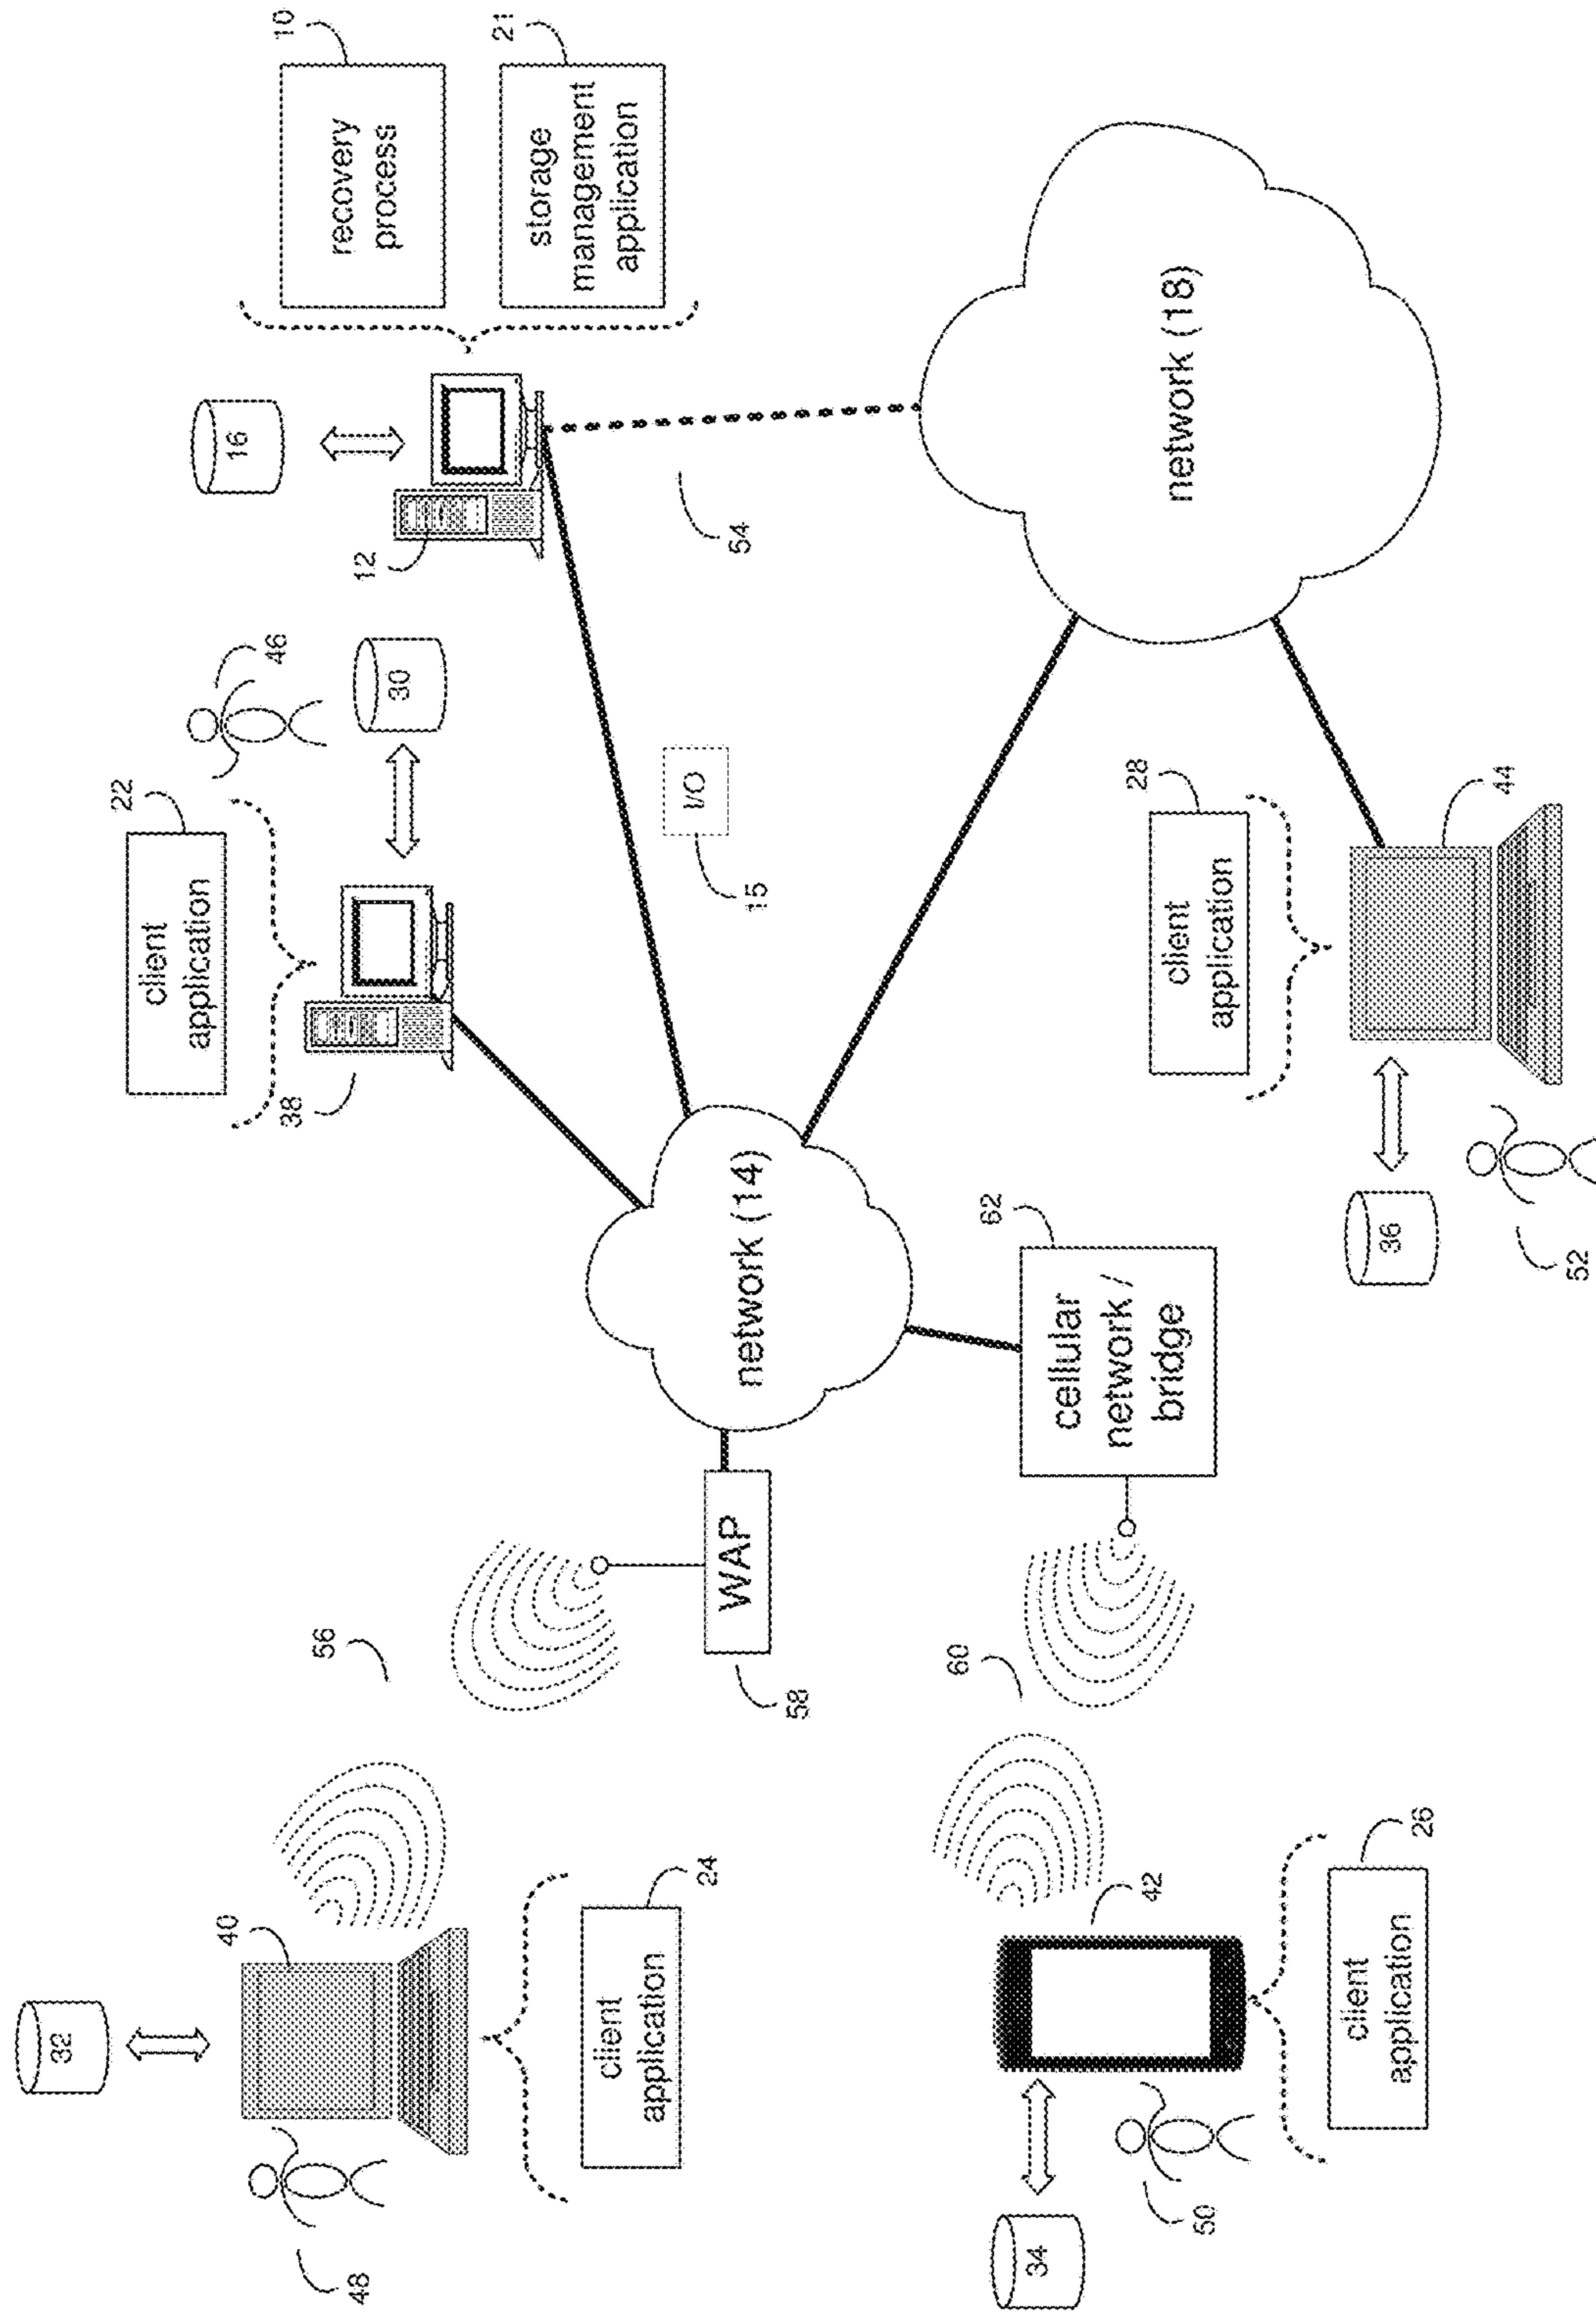 32
22
client
application
16
10
recovery
process
40
56
38
46
30
12
48
21
storage
management
application
client
application
24
I/O
15
54
WAP
58
network (14)
60
62
cellular
network /
bridge
34
42
50
28
client
application
network (18)
client
application
26
36
44
52